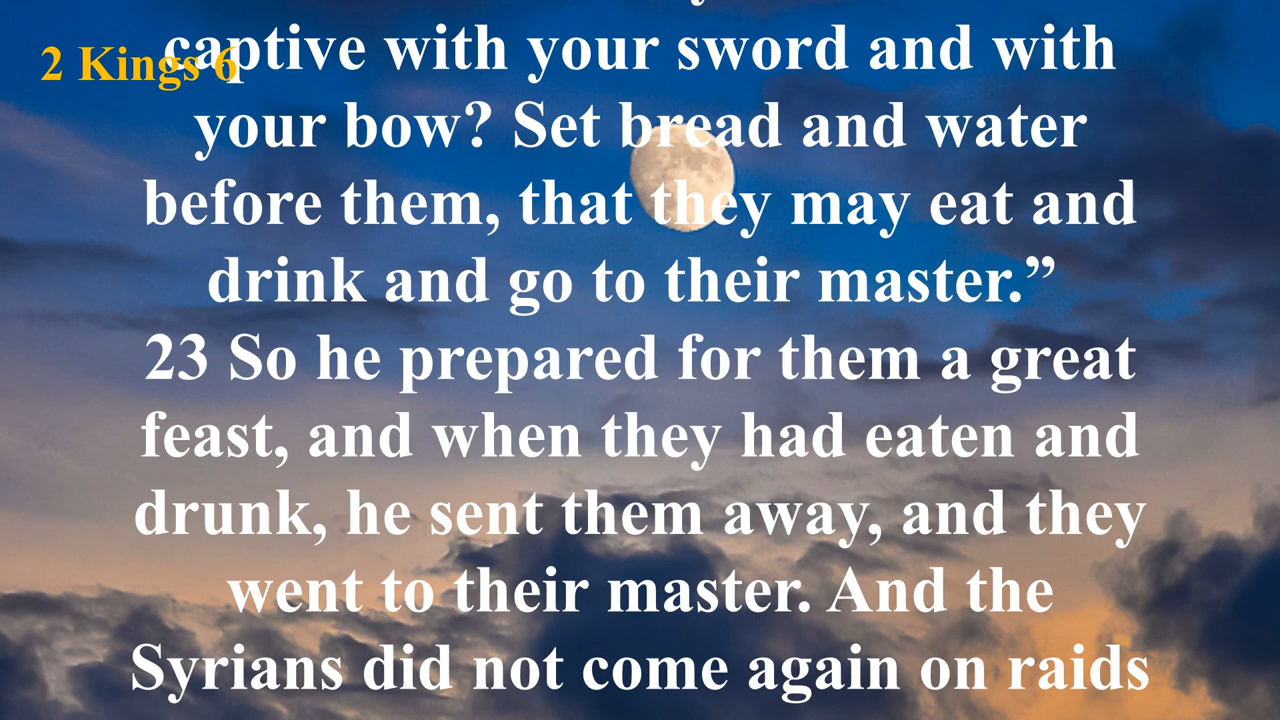 2 Kings 6
captive with your sword and with
your bow? Set bread and water
before them, that they may eat and
drink and go to their master.”
23 So he prepared for them a great
feast, and when they had eaten and
drunk, he sent them away, and they
went to their master. And the
Syrians did not come again on raids